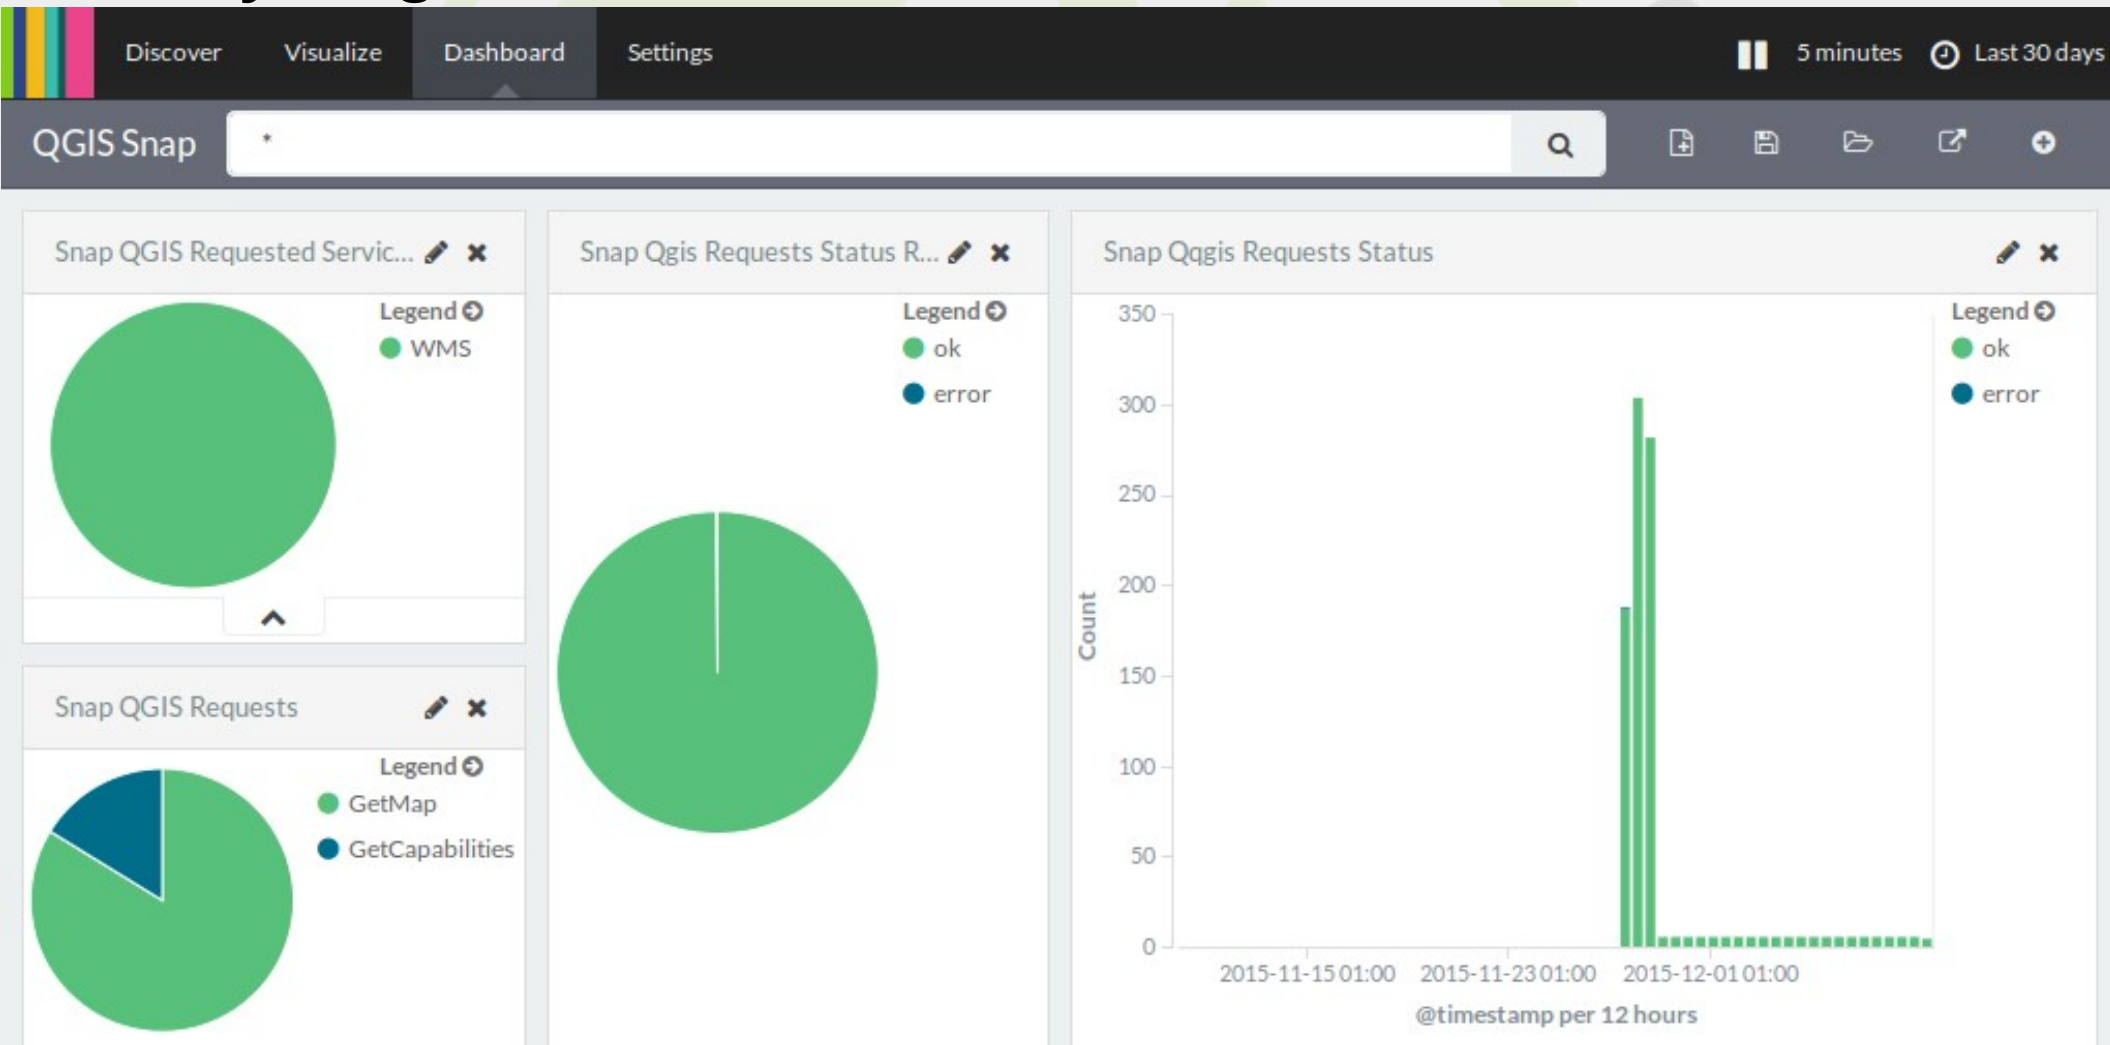 Discover Visualize Dashboard Settings 5 minutes Last 30 days
QGIS Snap *
Snap QGIS Requested Servic...
Legend
WMS
Snap QGIS Requests
Legend
GetMap
GetCapabilities
Snap Qgis Requests Status R...
Legend
ok
error
Snap Qqgis Requests Status
Legend
ok
error
350
300
250
200
150
100
50
0
Count
2015-11-15 01:00 2015-11-23 01:00 2015-12-01 01:00
@timestamp per 12 hours